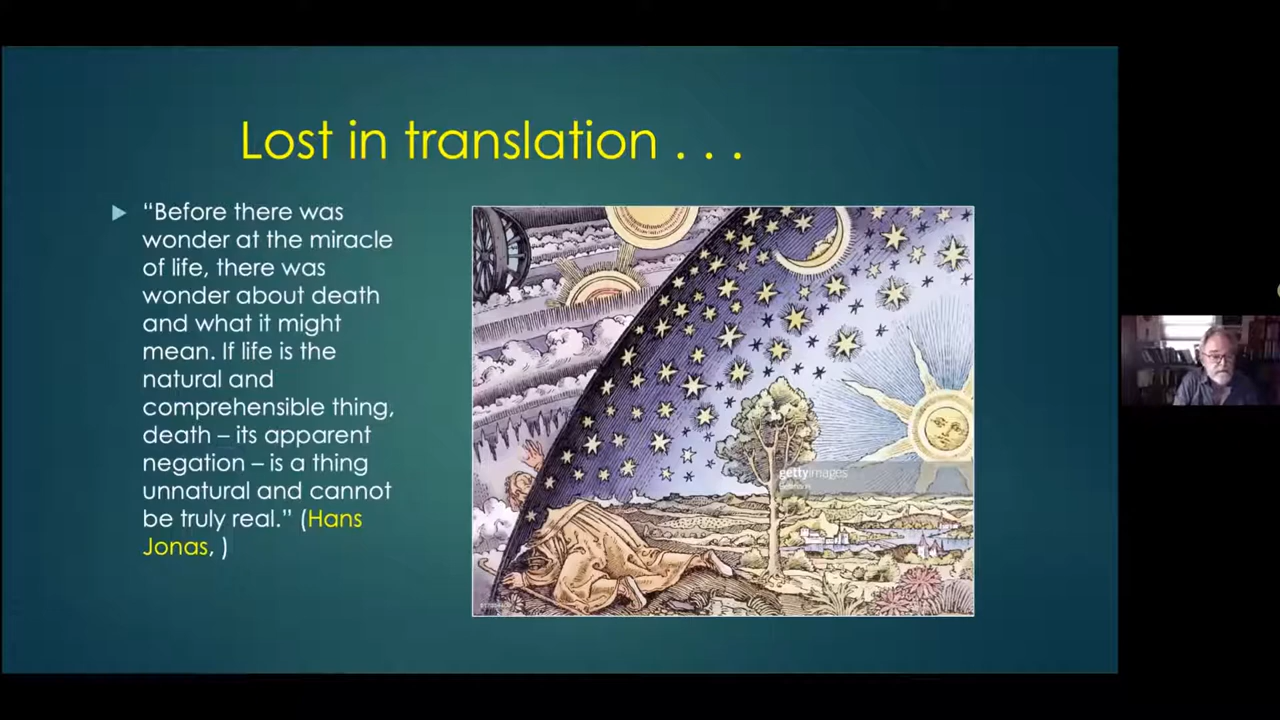 Lost in translation . . .
“Before there was
wonder at the miracle
of life, there was
wonder about death
and what it might
mean. If life is the
natural and
comprehensible thing,
death – its apparent
negation – is a thing
unnatural and cannot
be truly real.” (Hans
Jonas, )
gettyimages